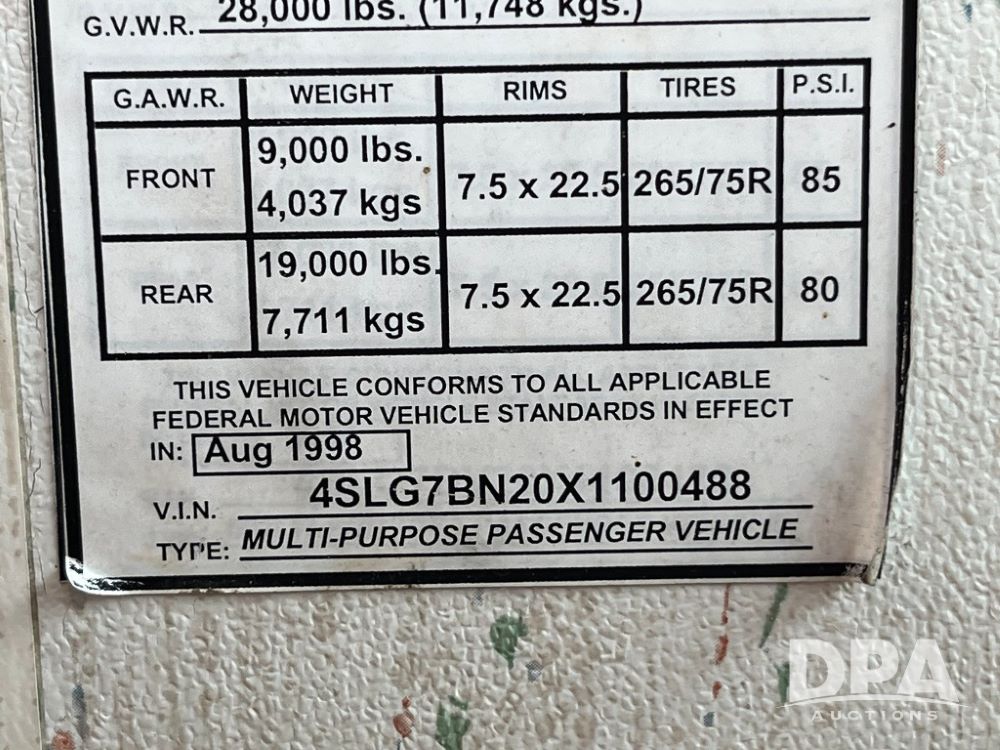 G.V.W.R. 28,000 lbs. (11,748 kgs.)
G.A.W.R. WEIGHT RIMS TIRES P.S.I.
FRONT 9,000 lbs. 4,037 kgs 7.5 x 22.5 265/75R 85
REAR 19,000 lbs. 7,711 kgs 7.5 x 22.5 265/75R 80
THIS VEHICLE CONFORMS TO ALL APPLICABLE
FEDERAL MOTOR VEHICLE STANDARDS IN EFFECT
IN: Aug 1998
V.I.N. 4SLG7BN20X1100488
TYPE: MULTI-PURPOSE PASSENGER VEHICLE
DPA
AUCTIONS